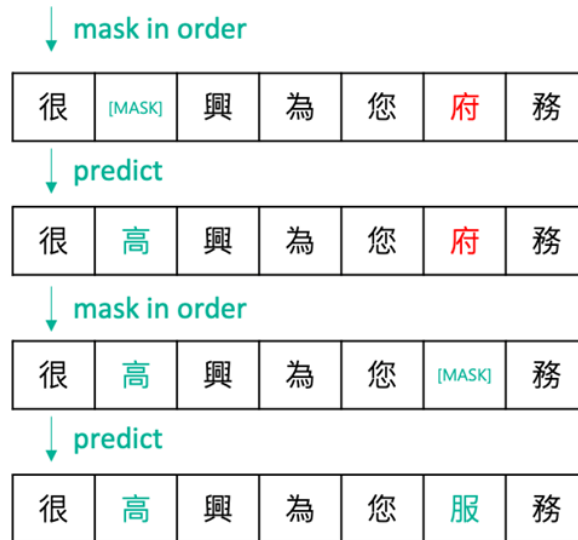 mask in order
很 [MASK] 興 為 您 府 務
predict
很 高 興 為 您 府 務
mask in order
很 高 興 為 您 [MASK] 務
predict
很 高 興 為 您 服 務